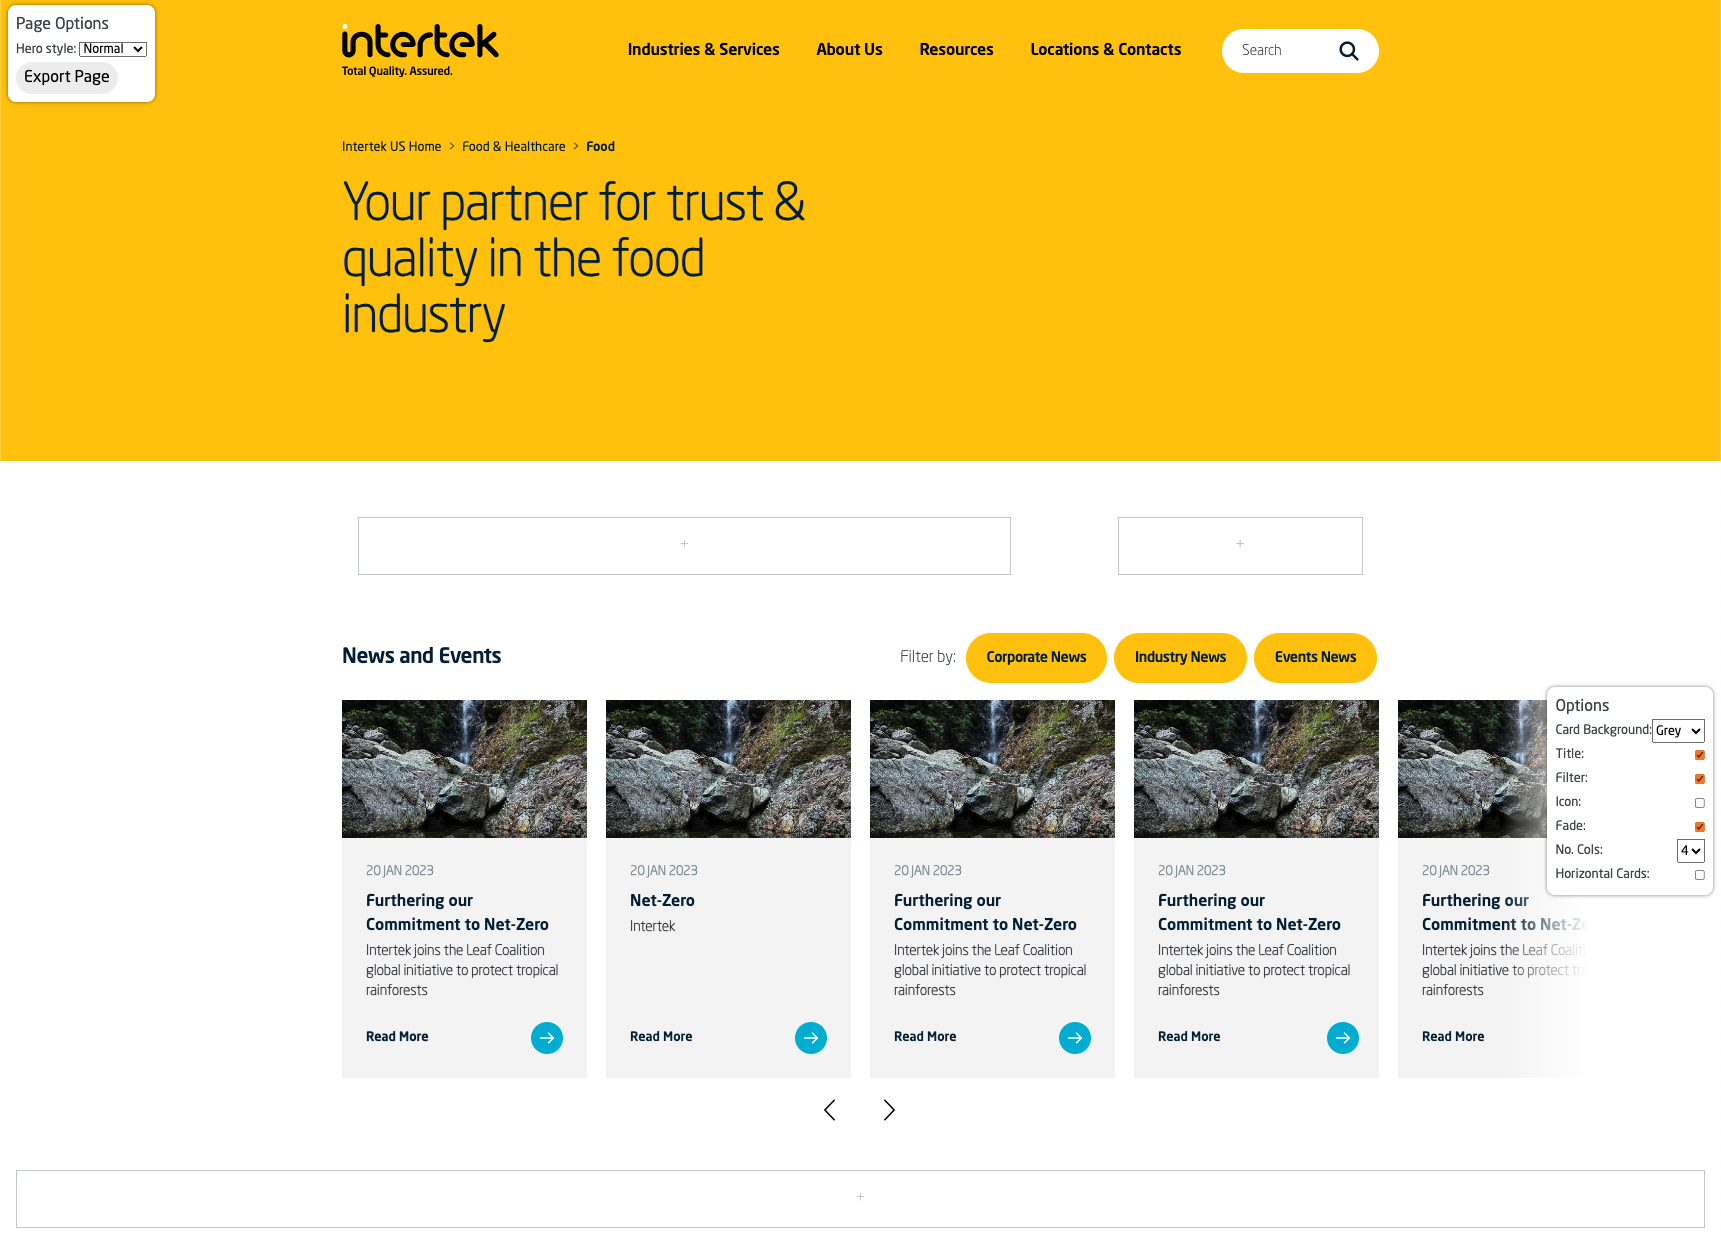 Page Options
Hero style: Normal
Export Page
intertek
Total Quality. Assured.
Industries & Services
About Us
Resources
Locations & Contacts
Search
Intertek US Home > Food & Healthcare > Food
Your partner for trust &
quality in the food
industry
+
+
News and Events
Filter by:
Corporate News
Industry News
Events News
20 JAN 2023
Furthering our
Commitment to Net-Zero
Intertek joins the Leaf Coalition
global initiative to protect tropical
rainforests
Read More
20 JAN 2023
Net-Zero
Intertek
Read More
20 JAN 2023
Furthering our
Commitment to Net-Zero
Intertek joins the Leaf Coalition
global initiative to protect tropical
rainforests
Read More
20 JAN 2023
Furthering our
Commitment to Net-Zero
Intertek joins the Leaf Coalition
global initiative to protect tropical
rainforests
Read More
20 JAN 2023
Furthering our
Commitment to Net-Ze
Intertek joins the Leaf Coalit
global initiative to protect tro
rainforests
Read More
Options
Card Background: Grey
Title:
Filter:
Icon:
Fade:
No. Cols: 4
Horizontal Cards:
+